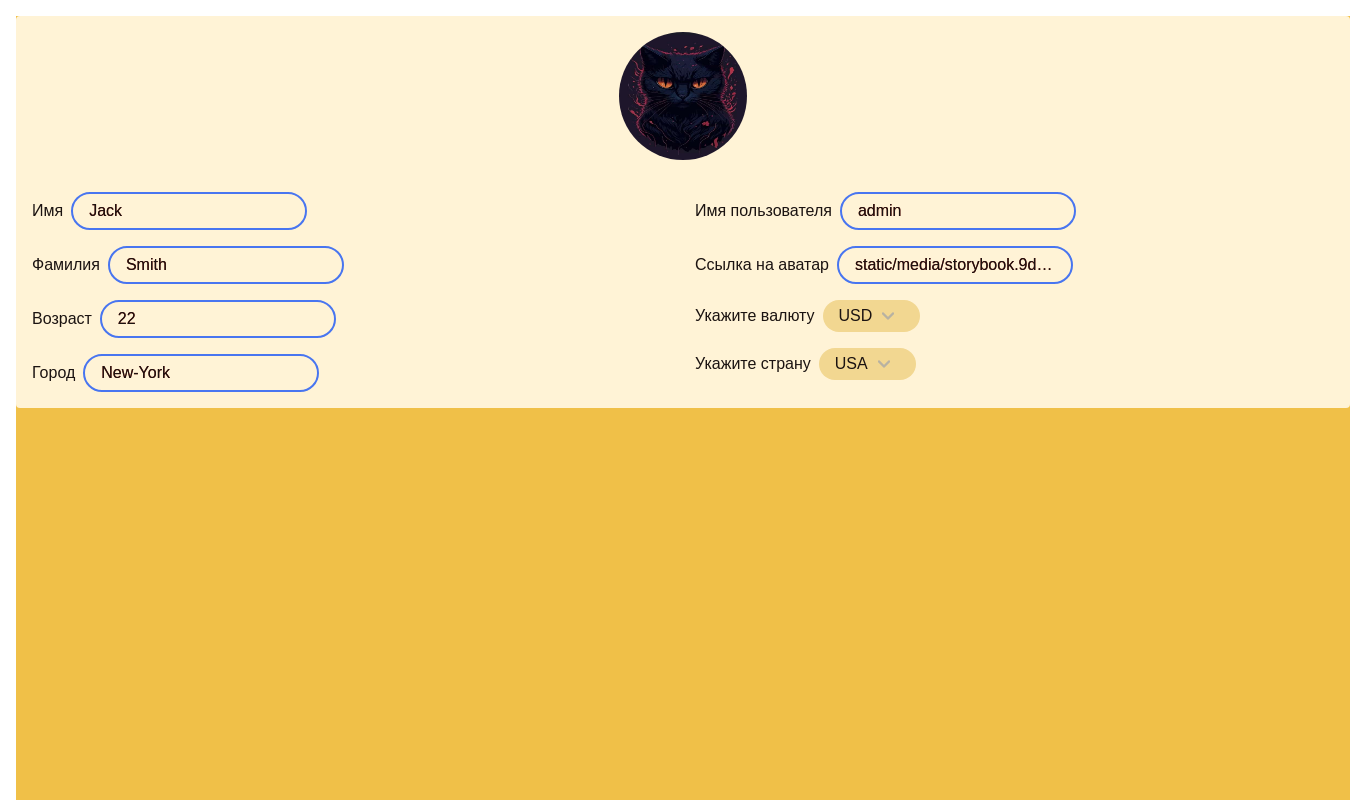 Имя Jack
Фамилия Smith
Возраст 22
Город New-York
Имя пользователя admin
Ссылка на аватар static/media/storybook.9d…
Укажите валюту USD
Укажите страну USA